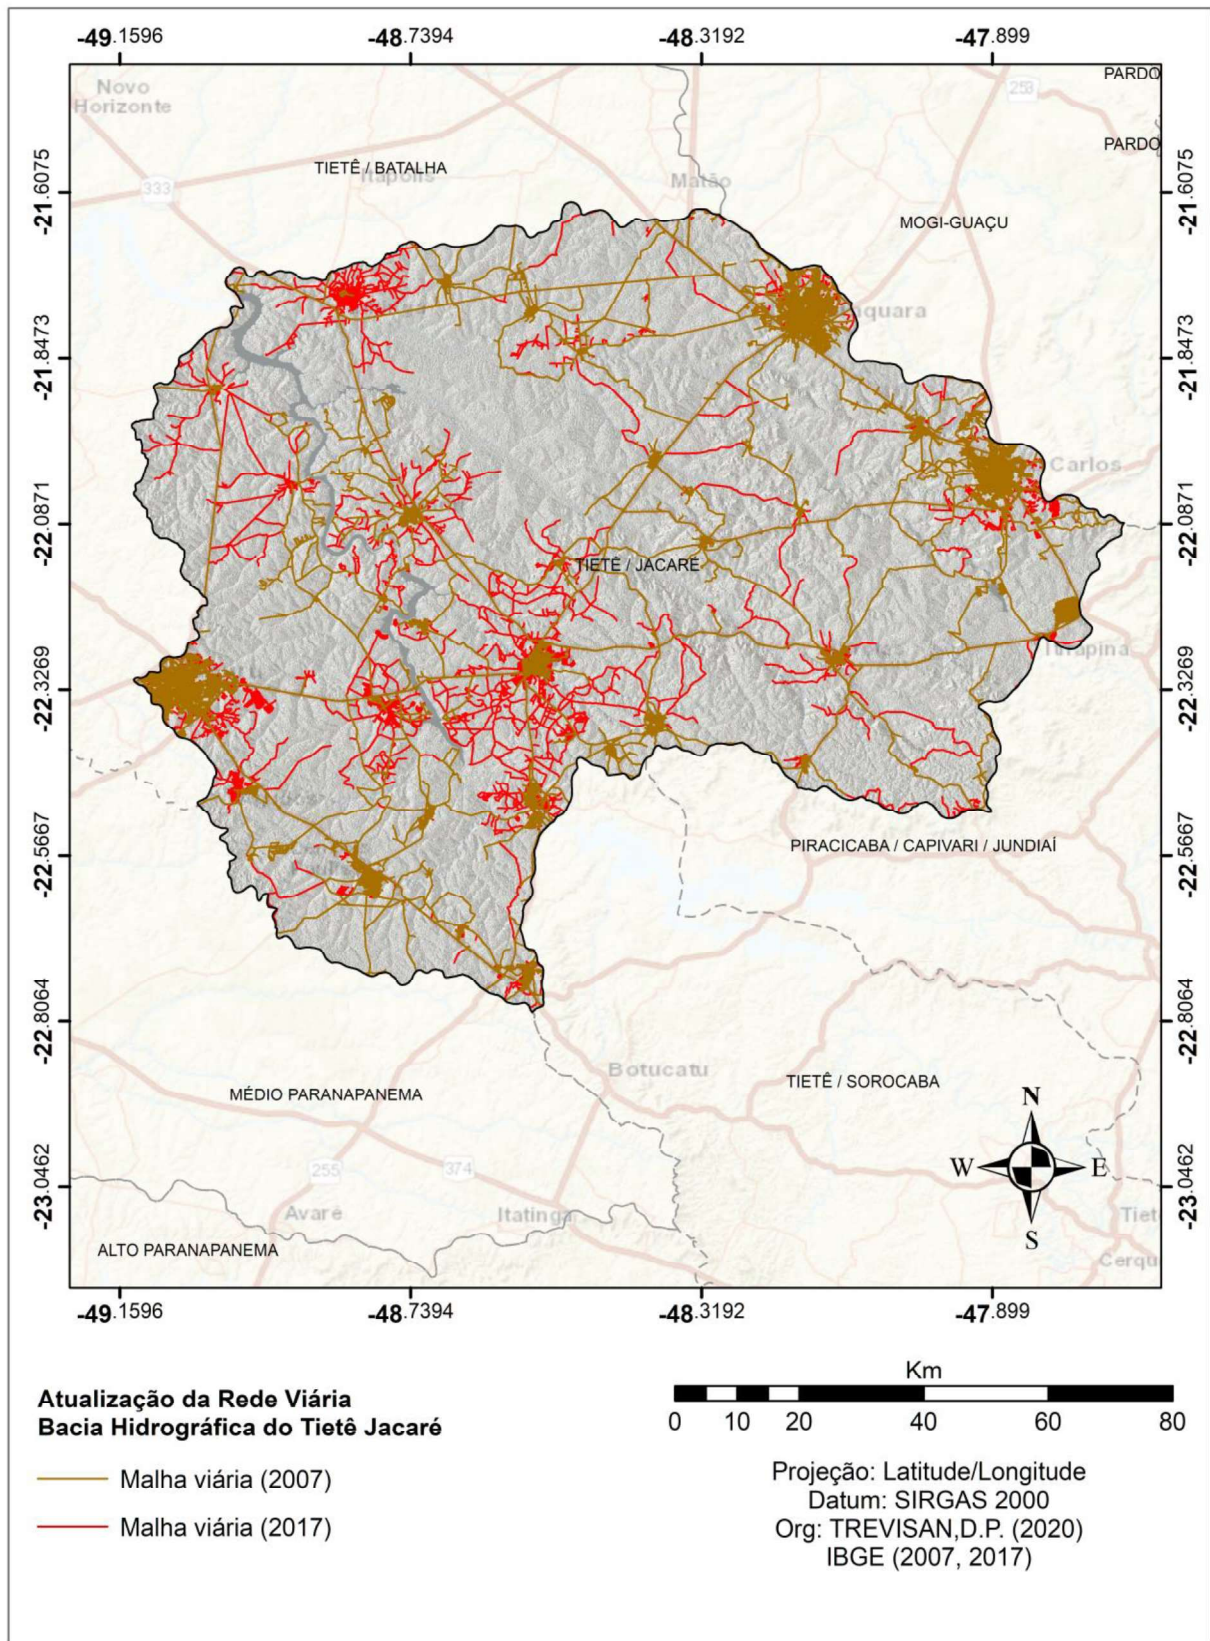 -49.1596 -48.7394 -48.3192 -47.899
PARDO
Novo
Horizonte
253
PARDO
TIETÊ / BATALHA
Itápolis
Matão
333
-21.6075 -21.6075
MOGI-GUAÇU
aquara
-21.8473 -21.8473
Carlos
-22.0871 -22.0871
TIETÊ / JACARÉ
Itirapina
-22.3269 -22.3269
PIRACICABA / CAPIVARI / JUNDIAÍ
-22.5667 -22.5667
-22.8064 -22.8064
Botucatu
TIETÊ / SOROCABA
MÉDIO PARANAPANEMA
N
W E
S
255
374
-23.0462 -23.0462
Avaré
Itatinga
Tiet
ALTO PARANAPANEMA
Cerqu
-49.1596 -48.7394 -48.3192 -47.899
Km
0 10 20 40 60 80
Atualização da Rede Viária
Bacia Hidrográfica do Tietê Jacaré
Malha viária (2007)
Malha viária (2017)
Projeção: Latitude/Longitude
Datum: SIRGAS 2000
Org: TREVISAN,D.P. (2020)
IBGE (2007, 2017)